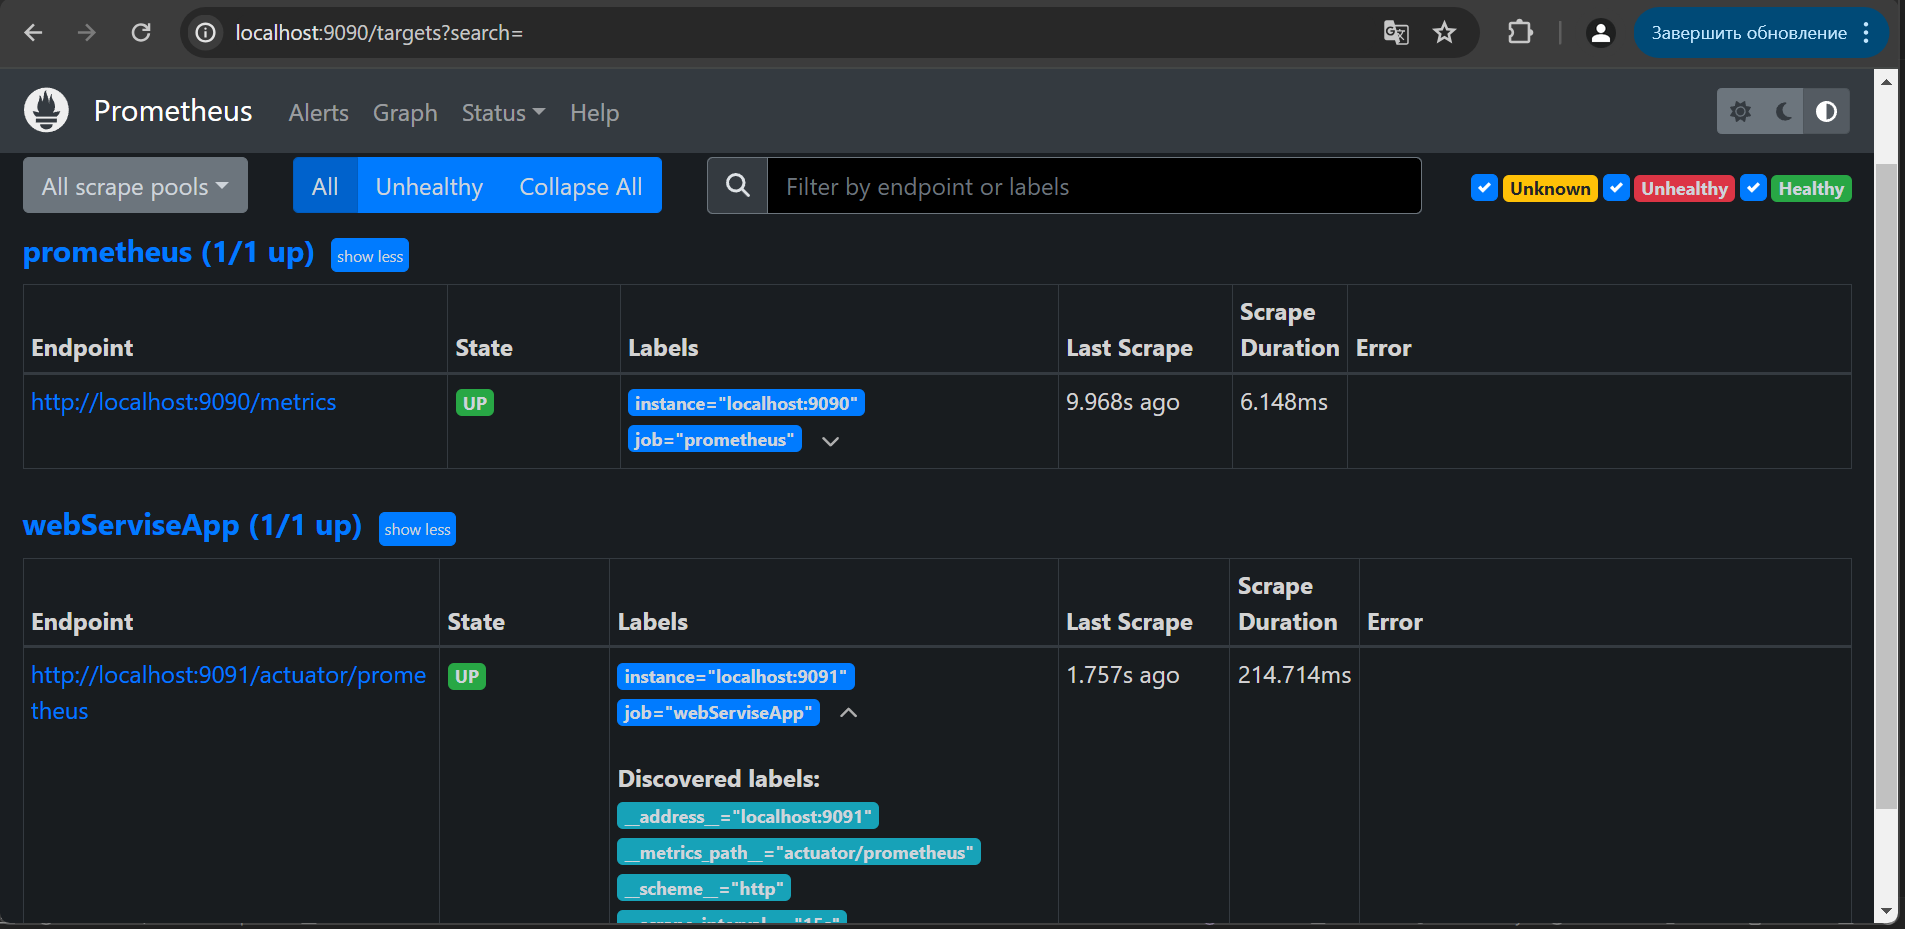 localhost:9090/targets?search=
Завершить обновление
Prometheus Alerts Graph Status Help
All scrape pools All Unhealthy Collapse All Filter by endpoint or labels Unknown Unhealthy Healthy
prometheus (1/1 up) show less
Endpoint State Labels Last Scrape Scrape Duration Error
http://localhost:9090/metrics UP instance="localhost:9090" 9.968s ago 6.148ms
job="prometheus"
webServiseApp (1/1 up) show less
Endpoint State Labels Last Scrape Scrape Duration Error
http://localhost:9091/actuator/prome UP instance="localhost:9091" 1.757s ago 214.714ms
theus job="webServiseApp"
Discovered labels:
__address__="localhost:9091"
__metrics_path__="actuator/prometheus"
__scheme__="http"